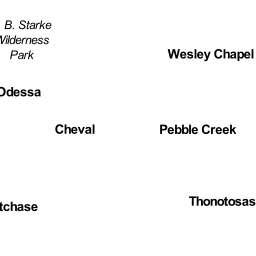 B. Starke
Wilderness
Park
Wesley Chapel
Odessa
Cheval
Pebble Creek
tchase
Thonotosas